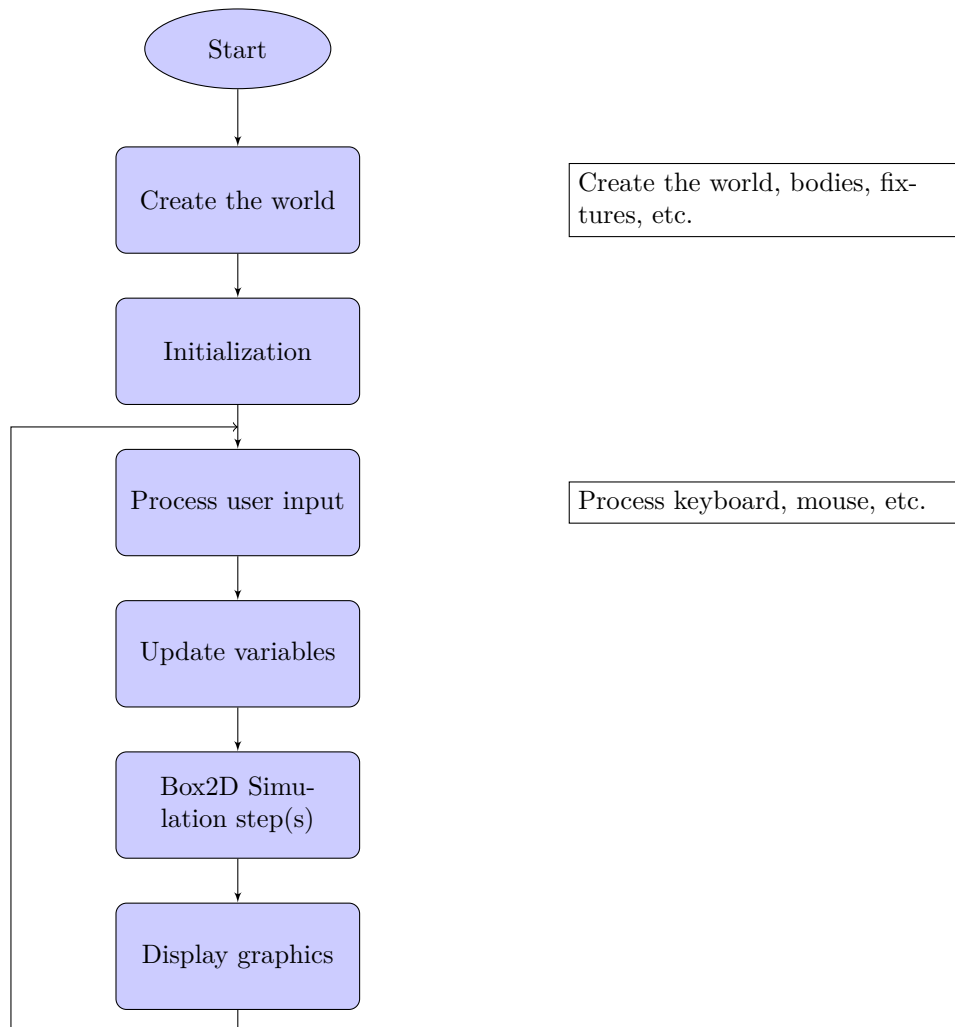 Start
Create the world
Create the world, bodies, fix-
tures, etc.
Initialization
Process user input
Process keyboard, mouse, etc.
Update variables
Box2D Simu-
lation step(s)
Display graphics